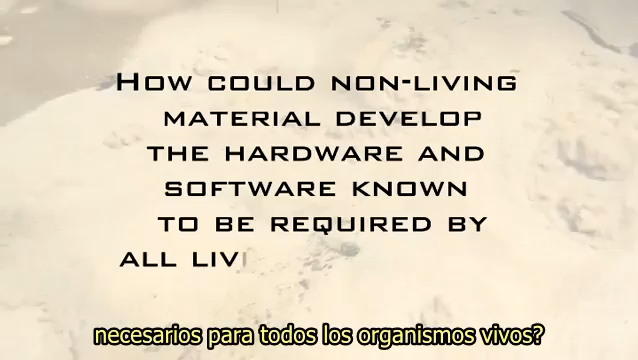 HOW COULD NON-LIVING
MATERIAL DEVELOP
THE HARDWARE AND
SOFTWARE KNOWN
TO BE REQUIRED BY
ALL LIVI
necesarios para todos los organismos vivos?